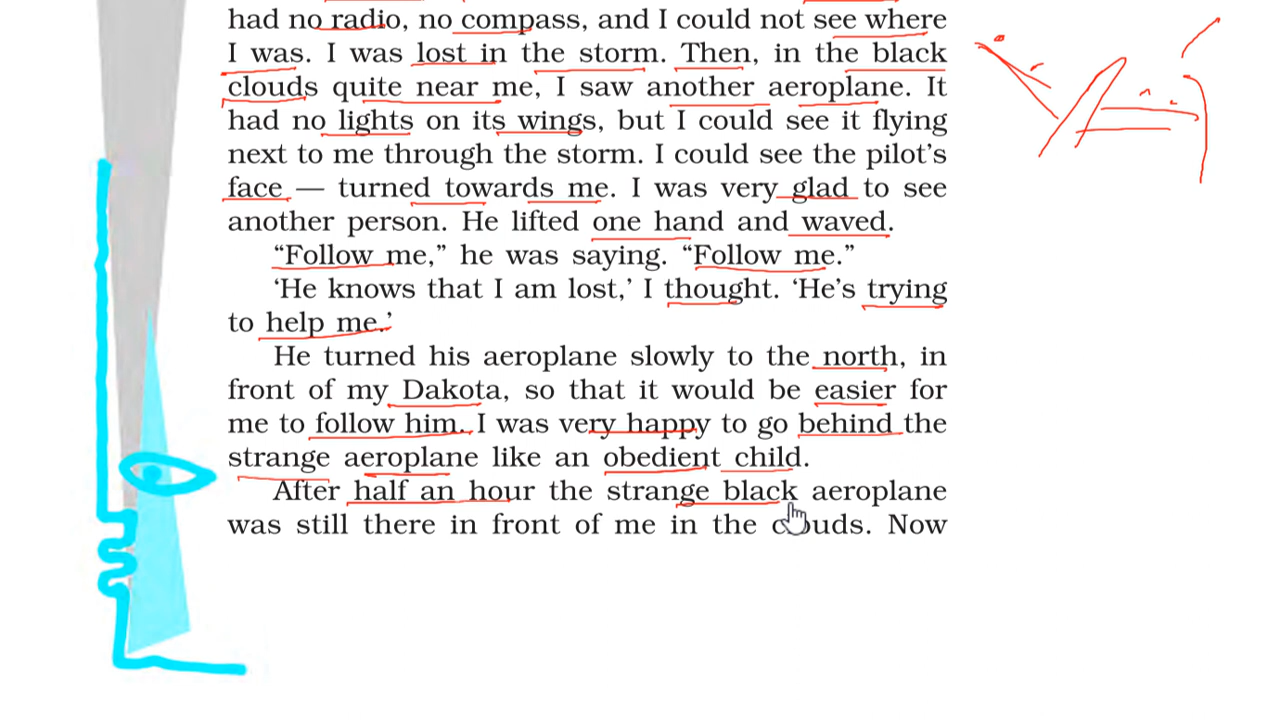 had no radio, no compass, and I could not see where
I was. I was lost in the storm. Then, in the black
clouds quite near me, I saw another aeroplane. It
had no lights on its wings, but I could see it flying
next to me through the storm. I could see the pilot’s
face — turned towards me. I was very glad to see
another person. He lifted one hand and waved.
“Follow me,” he was saying. “Follow me.”
‘He knows that I am lost,’ I thought. ‘He’s trying
to help me.’
He turned his aeroplane slowly to the north, in
front of my Dakota, so that it would be easier for
me to follow him. I was very happy to go behind the
strange aeroplane like an obedient child.
After half an hour the strange black aeroplane
was still there in front of me in the clouds. Now